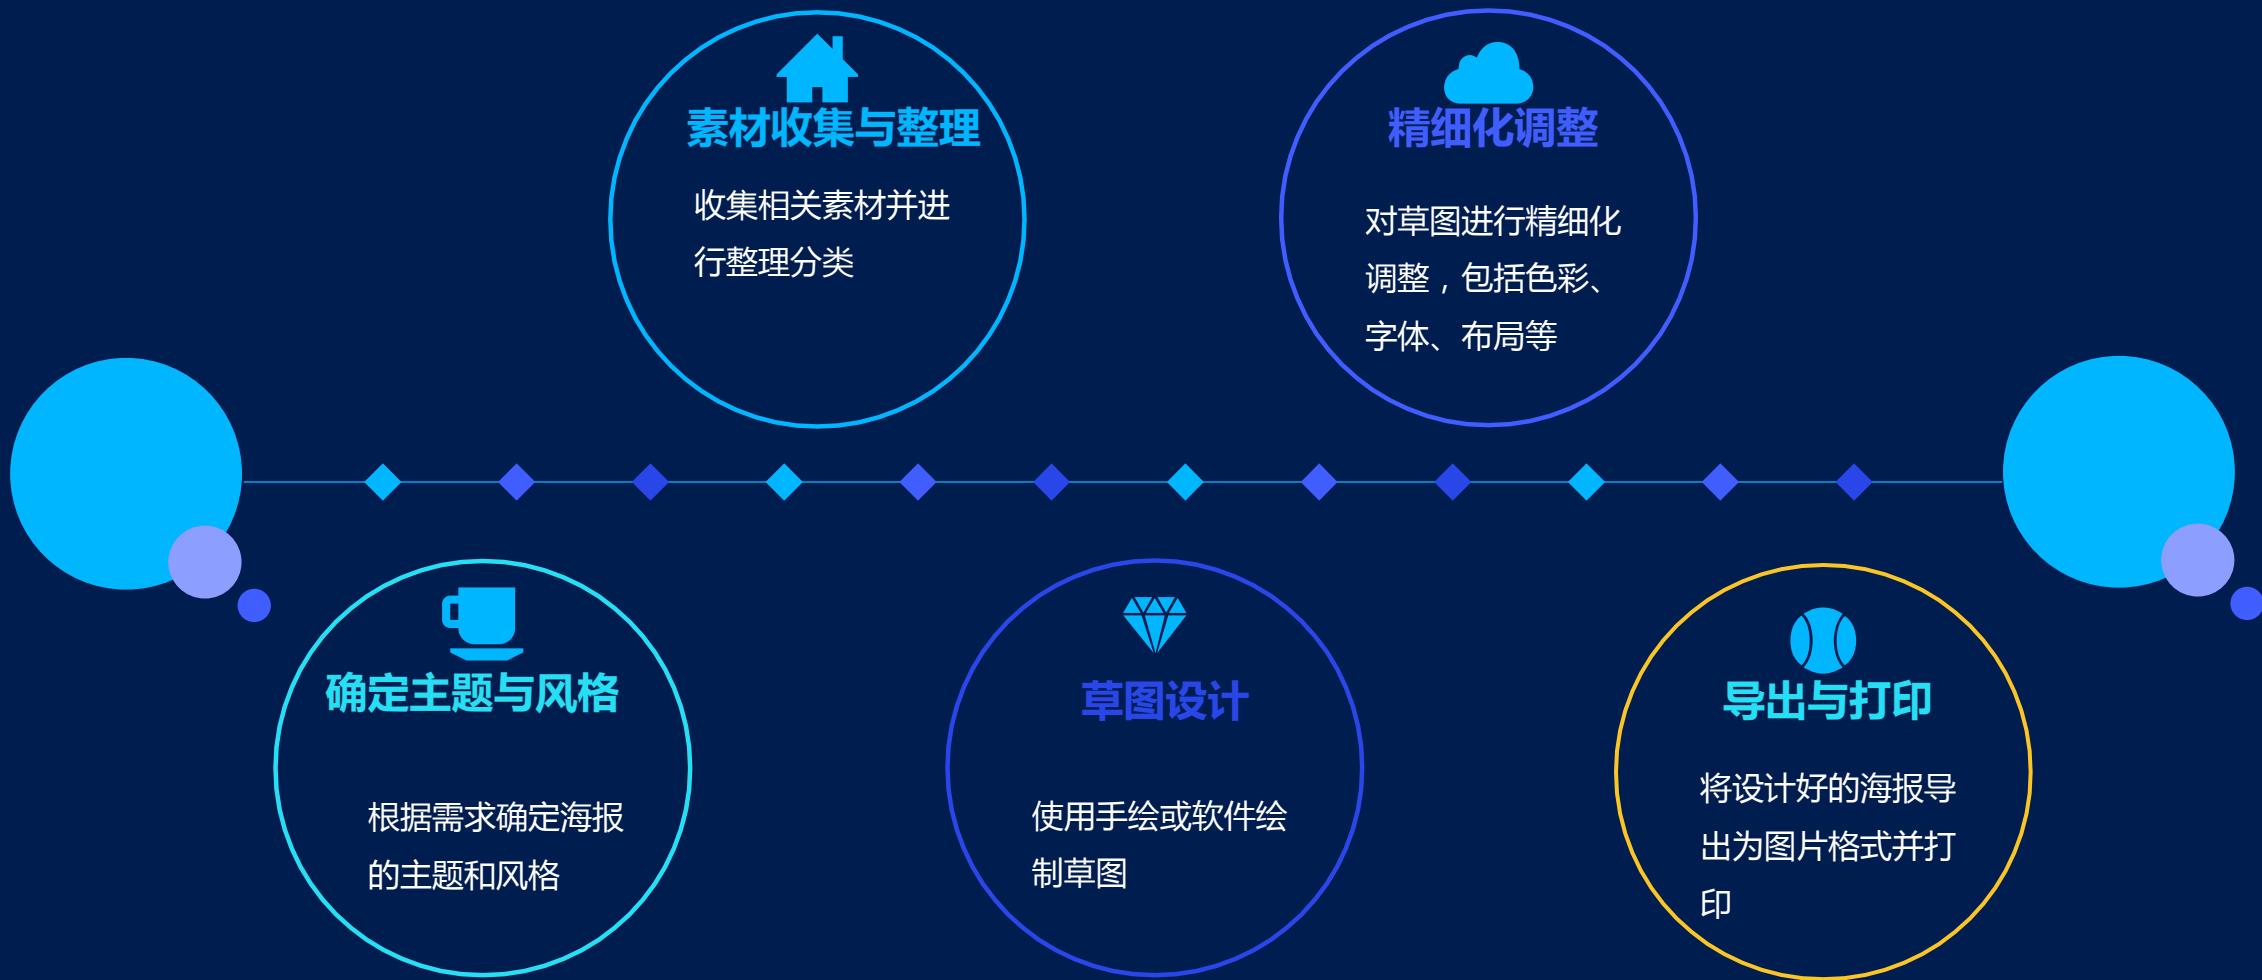 素材收集与整理
收集相关素材并进
行整理分类
精细化调整
对草图进行精细化
调整，包括色彩、
字体、布局等
确定主题与风格
根据需求确定海报
的主题和风格
草图设计
使用手绘或软件绘
制草图
导出与打印
将设计好的海报导
出为图片格式并打
印